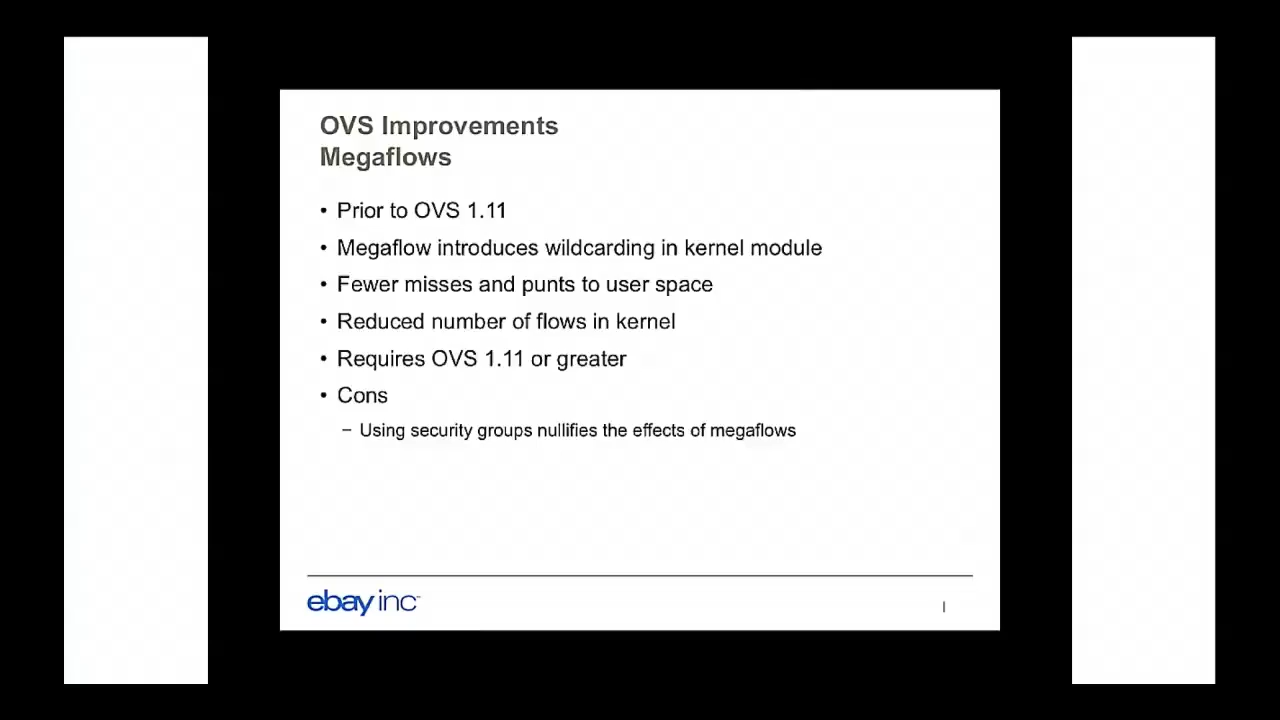 OVS Improvements
Megaflows
• Prior to OVS 1.11
• Megaflow introduces wildcarding in kernel module
• Fewer misses and punts to user space
• Reduced number of flows in kernel
• Requires OVS 1.11 or greater
• Cons
– Using security groups nullifies the effects of megaflows
ebay inc